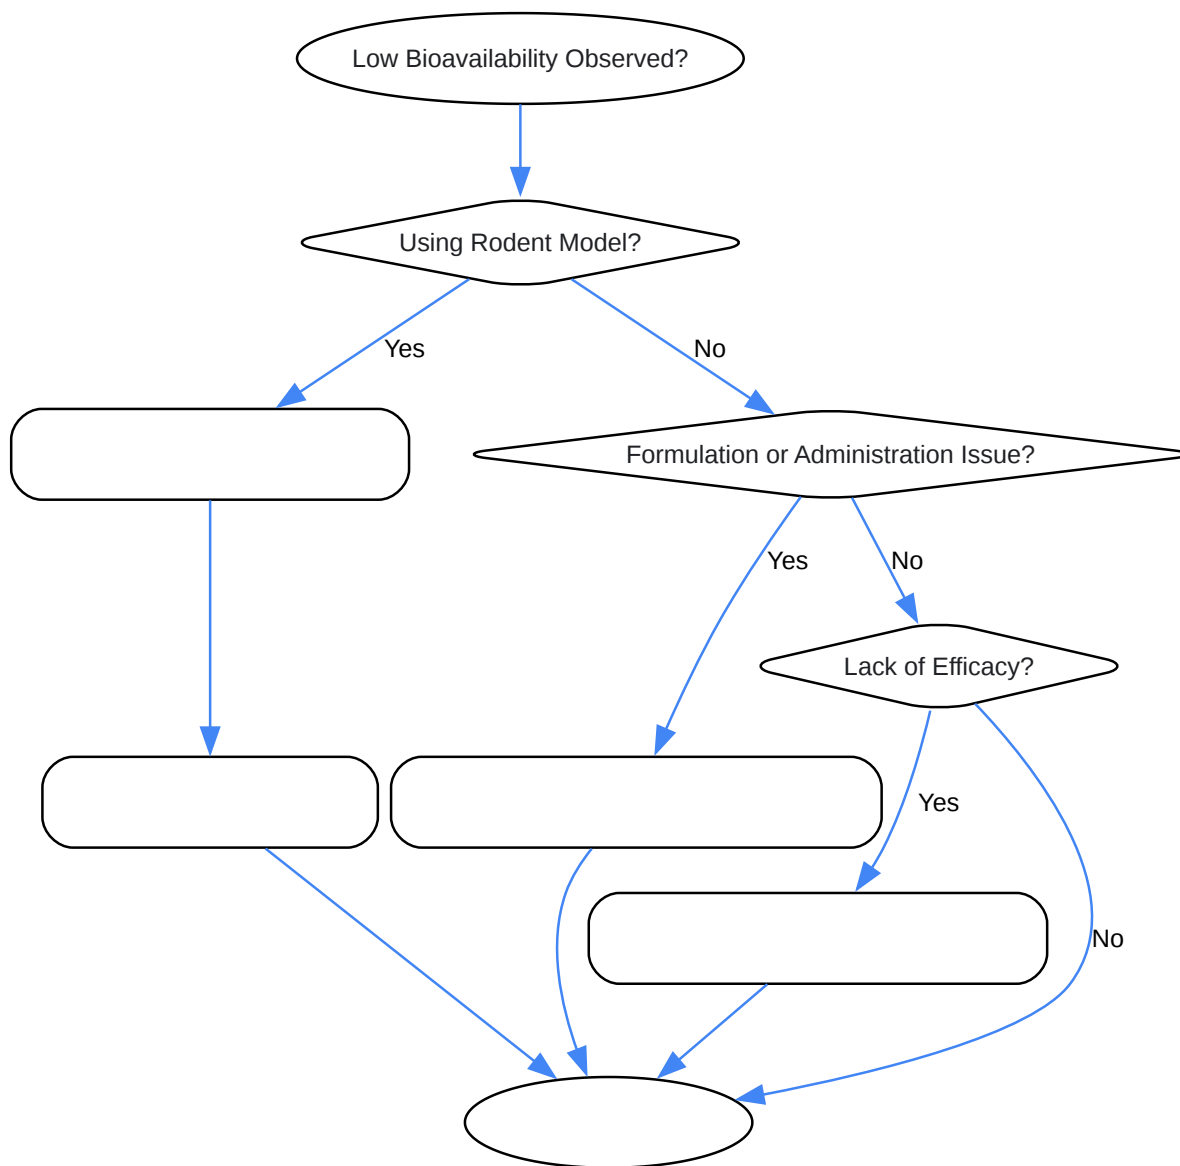 Low Bioavailability Observed?
Using Rodent Model?
Yes
No
Formulation or Administration Issue?
Yes
No
Lack of Efficacy?
Yes
No